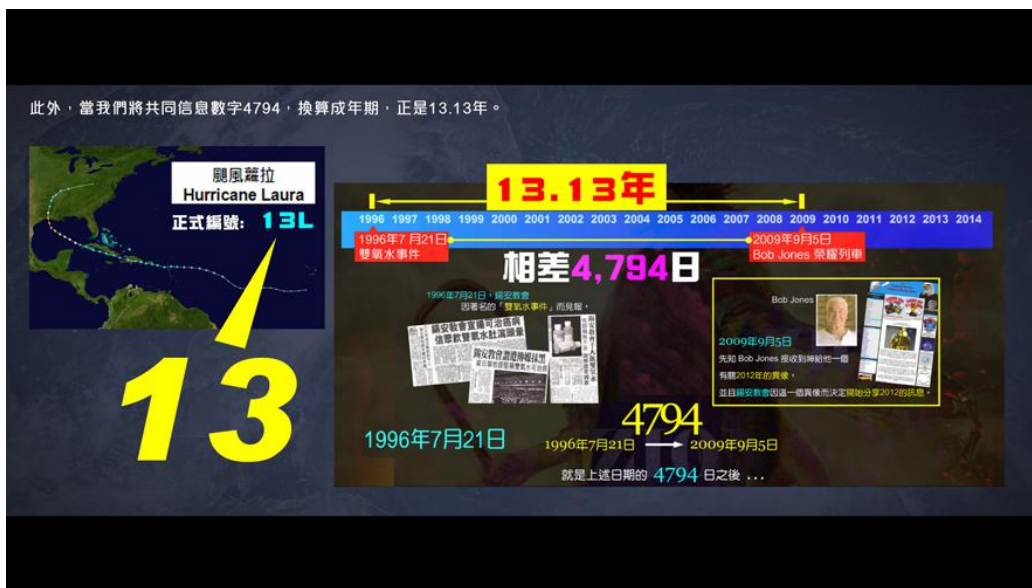 此外，當我們將共同信息數字4794，換算成年期，正是13.13年。
颶風蘿拉
Hurricane Laura
正式編號: 13L
13
13.13年
1996 1997 1998 1999 2000 2001 2002 2003 2004 2005 2006 2007 2008 2009 2010 2011 2012 2013 2014
1996年7月21日
雙氧水事件
2009年9月5日
Bob Jones 榮耀列車
相差4,794日
1996年7月21日，錫安教會
因著名的「雙氧水事件」而見報，
Bob Jones
2009年9月5日
先知 Bob Jones 接收到神給他一個
有關2012年的異像，
並且錫安教會因這一個異像而決定開始分享2012的訊息。
1996年7月21日
4794
1996年7月21日 → 2009年9月5日
就是上述日期的 4794 日之後 ...